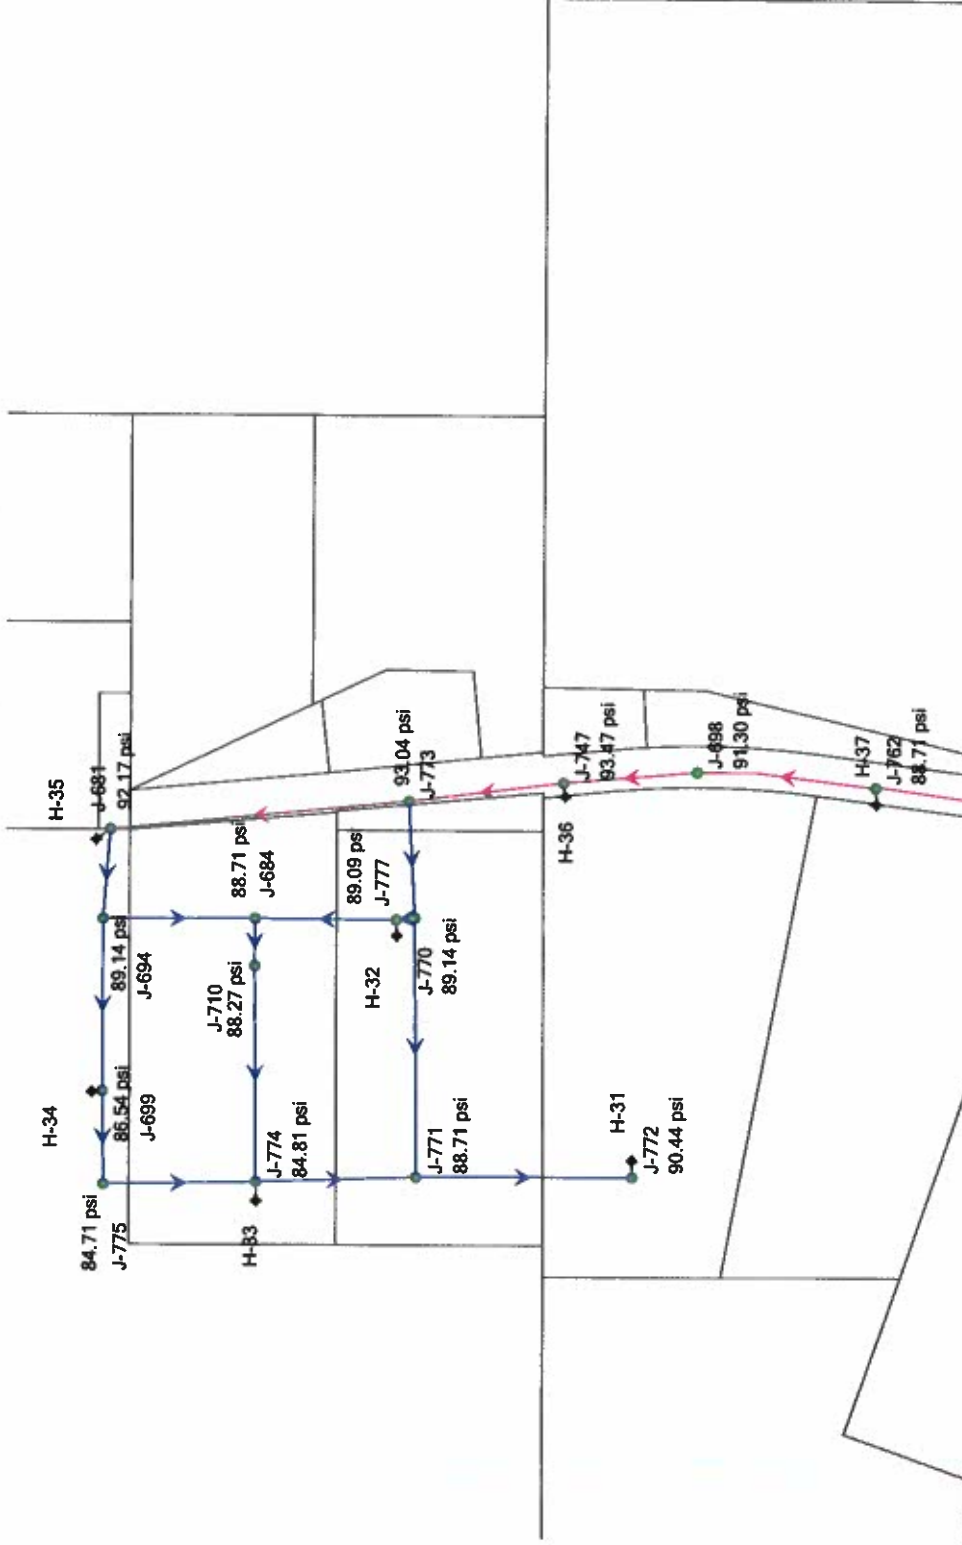 H-35
J-681
92.17 psi
H-34
89.14 psi
J-694
86.54 psi
J-699
84.71 psi
J-775
88.71 psi
J-684
J-710
88.27 psi
J-774
84.81 psi
H-33
93.04 psi
J-773
89.09 psi
J-777
H-32
J-770
89.14 psi
J-771
88.71 psi
H-36
J-747
93.47 psi
H-31
J-772
90.44 psi
J-698
91.30 psi
H-37
J-762
88.71 psi